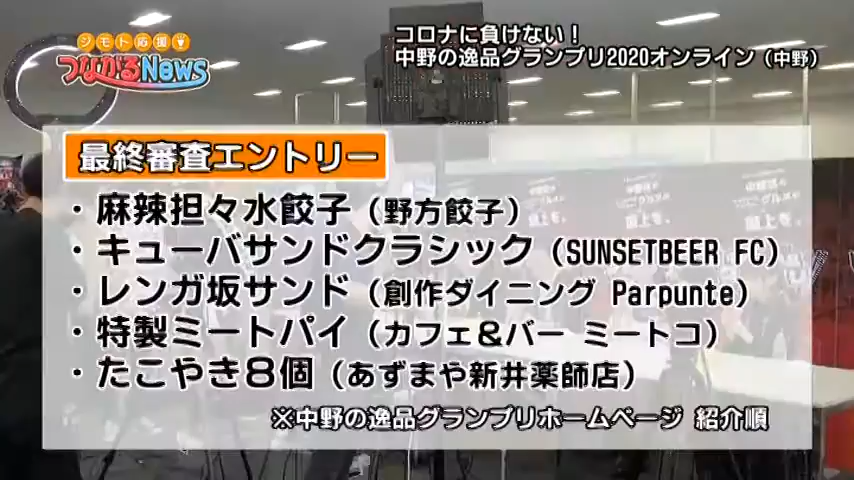 ジモト応援
つながるNews
コロナに負けない！
中野の逸品グランプリ2020オンライン（中野）
最終審査エントリー
・麻辣担々水餃子（野方餃子）
・キューバサンドクラシック（SUNSETBEER FC）
・レンガ坂サンド（創作ダイニング Parpunte）
・特製ミートパイ（カフェ＆バー ミートコ）
・たこやき８個（あずまや新井薬師店）
※中野の逸品グランプリホームページ 紹介順